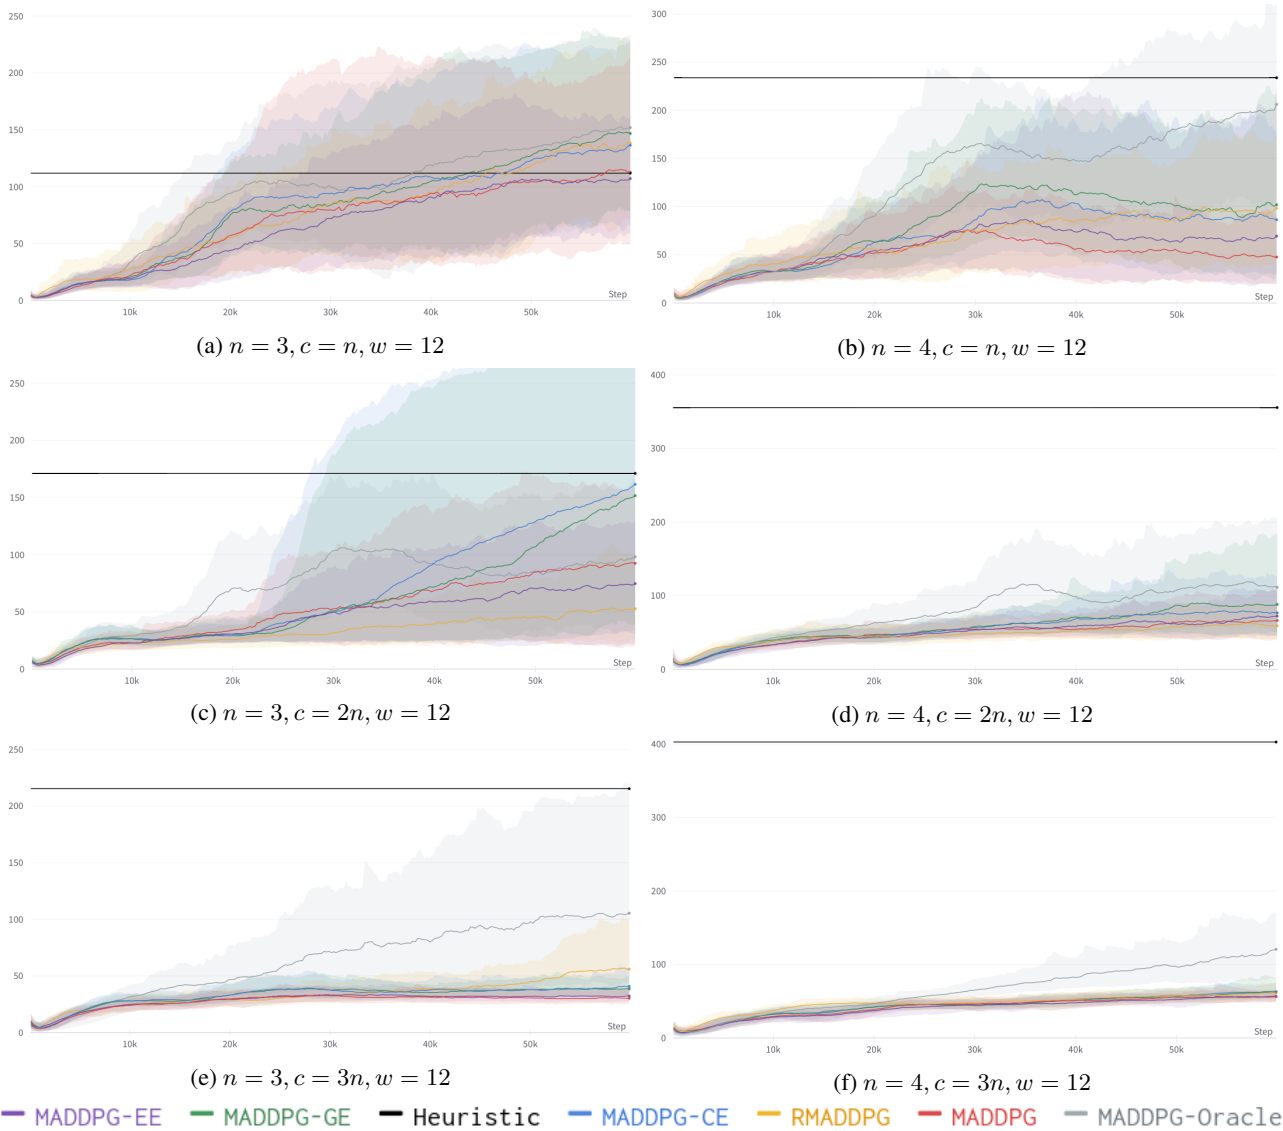 250
200
150
100
50
0
10k 20k 30k 40k 50k
Step
(a) n = 3, c = n, w = 12
300
250
200
150
100
50
0
10k 20k 30k 40k 50k
Step
(b) n = 4, c = n, w = 12
250
200
150
100
50
0
10k 20k 30k 40k 50k
Step
(c) n = 3, c = 2n, w = 12
400
300
200
100
0
10k 20k 30k 40k 50k
Step
(d) n = 4, c = 2n, w = 12
250
200
150
100
50
0
10k 20k 30k 40k 50k
Step
(e) n = 3, c = 3n, w = 12
400
300
200
100
0
10k 20k 30k 40k 50k
Step
(f) n = 4, c = 3n, w = 12
MADDPG-EE MADDPG-GE Heuristic MADDPG-CE RMADDPG MADDPG MADDPG-Oracle